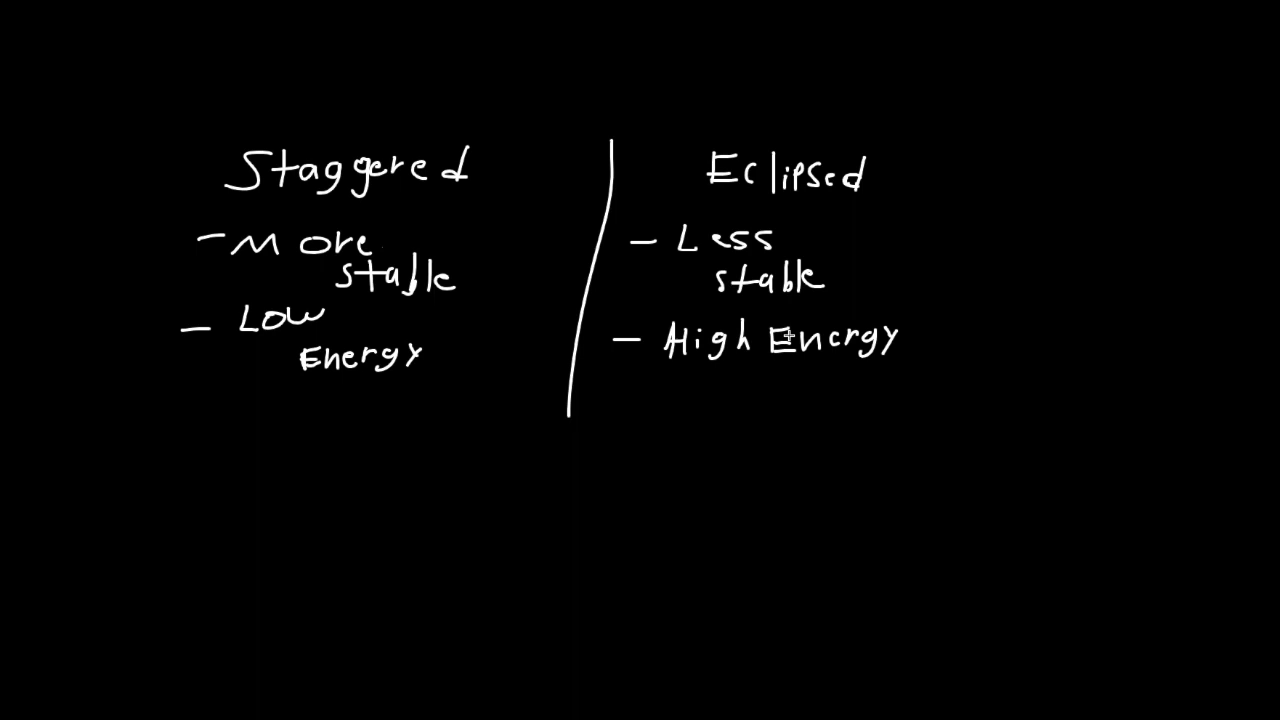 Staggered
- More
stable
- Low
Energy
Eclipsed
- Less
stable
- High Energy